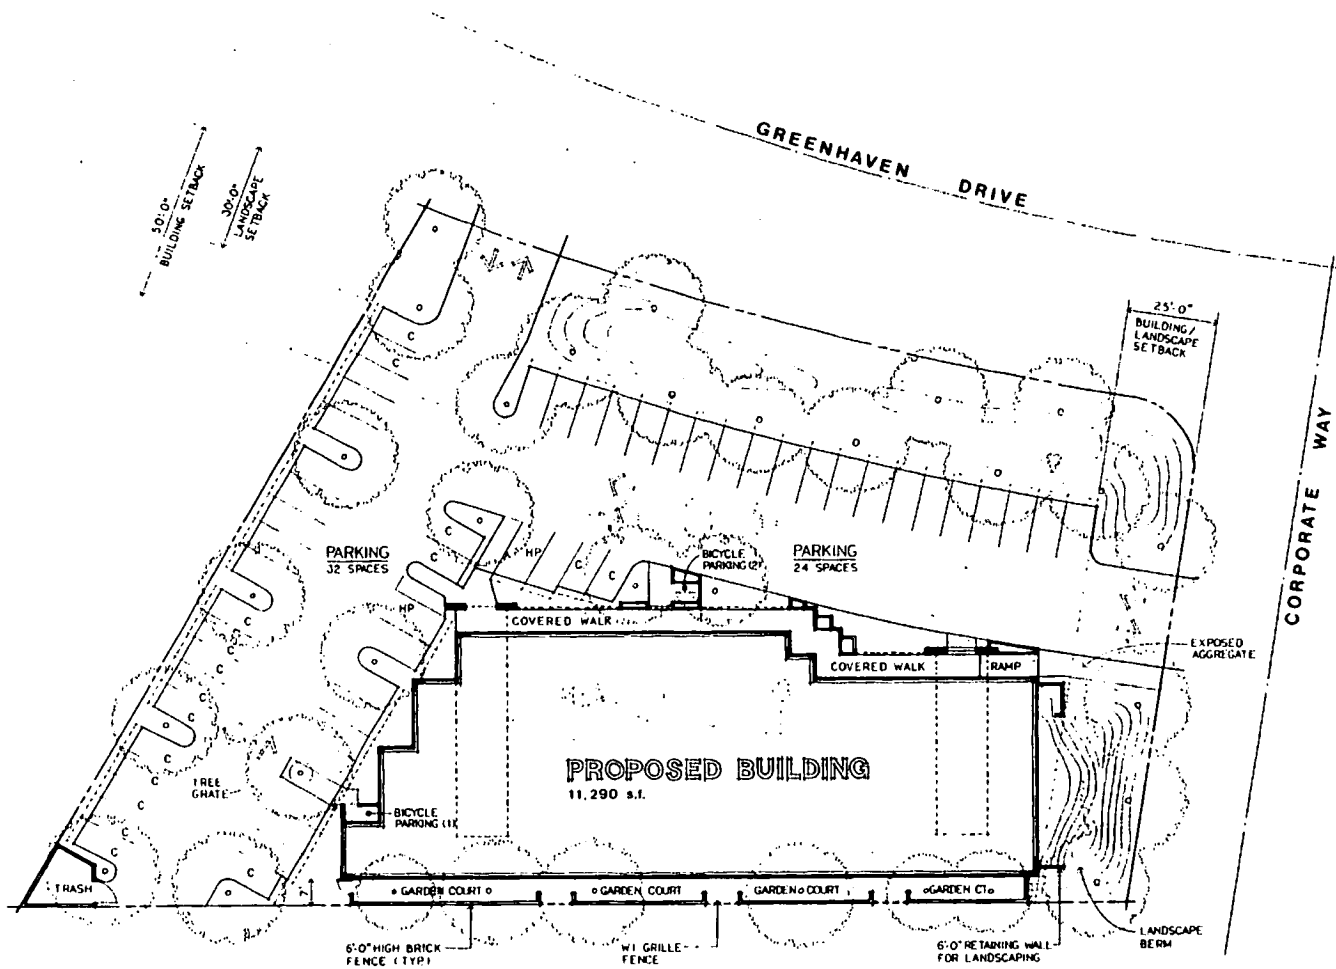 GREENHAVEN DRIVE
50'-0"
BUILDING SETBACK
30'-0"
LANDSCAPE
SETBACK
25'-0"
BUILDING/
LANDSCAPE
SETBACK
CORPORATE WAY
C
C
PARKING
32 SPACES
C
C
HP
C
C
BICYCLE
PARKING (2)
PARKING
24 SPACES
C
HP
C
C
COVERED WALK
COVERED WALK
RAMP
EXPOSED
AGGREGATE
C
C
C
C
C
C
PROPOSED BUILDING
11,290 s.f.
TREE
GRATE
C
C
C
C
BICYCLE
PARKING (1)
C
C
C
TRASH
GARDEN COURT
GARDEN COURT
GARDEN COURT
GARDEN CT
6'-0" HIGH BRICK
FENCE (TYP.)
W.I. GRILLE
FENCE
6'-0" RETAINING WALL
FOR LANDSCAPING
LANDSCAPE
BERM